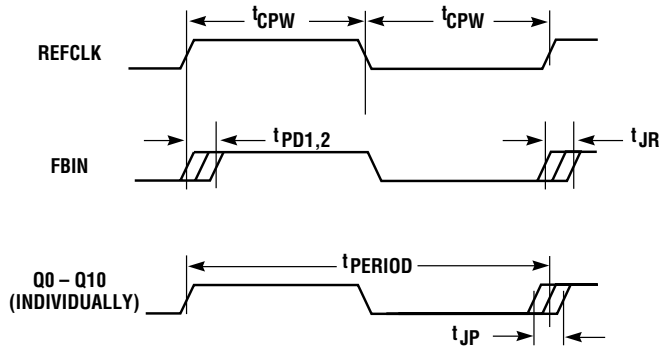 tCPW tCPW
REFCLK
tPD1,2 tJR
FBIN
tPERIOD
Q0 – Q10
(INDIVIDUALLY)
tJP